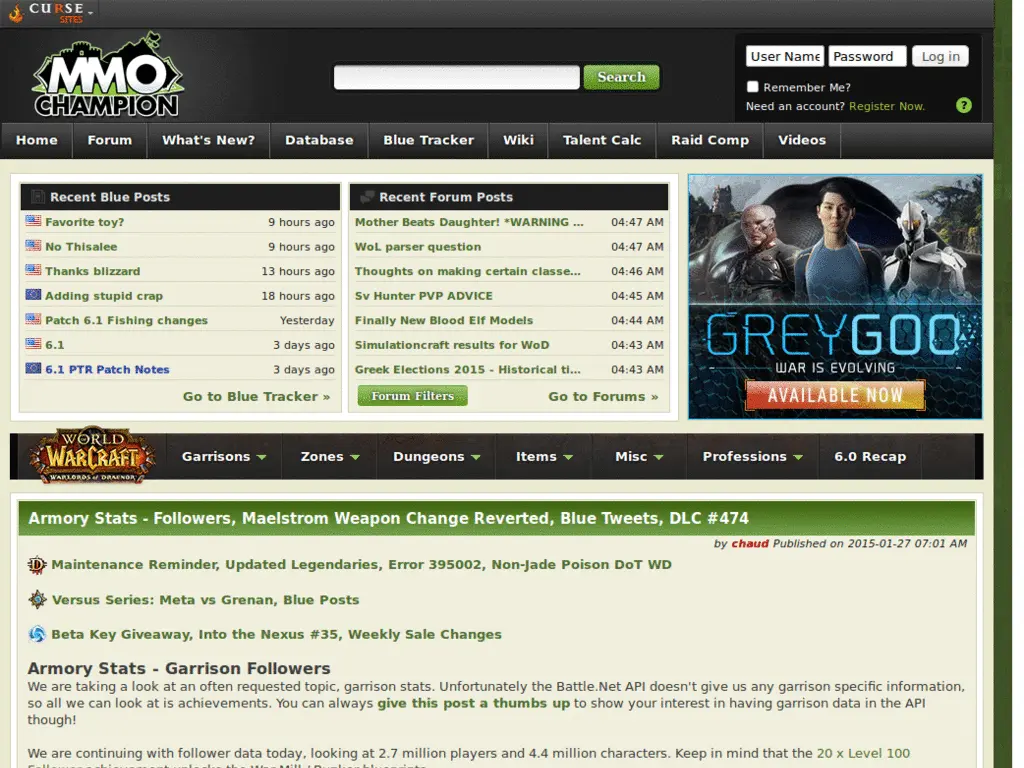 CURSE
SITES
MMO
CHAMPION
Search
User Name
Password
Log in
Remember Me?
Need an account? Register Now.
?
Home
Forum
What's New?
Database
Blue Tracker
Wiki
Talent Calc
Raid Comp
Videos
Recent Blue Posts
Favorite toy? 9 hours ago
No Thisalee 9 hours ago
Thanks blizzard 13 hours ago
Adding stupid crap 18 hours ago
Patch 6.1 Fishing changes Yesterday
6.1 3 days ago
6.1 PTR Patch Notes 3 days ago
Go to Blue Tracker »
Recent Forum Posts
Mother Beats Daughter! *WARNING ... 04:47 AM
WoL parser question 04:47 AM
Thoughts on making certain classe... 04:46 AM
Sv Hunter PVP ADVICE 04:45 AM
Finally New Blood Elf Models 04:44 AM
Simulationcraft results for WoD 04:43 AM
Greek Elections 2015 - Historical ti... 04:43 AM
Forum Filters
Go to Forums »
GREYGOO
WAR IS EVOLVING
AVAILABLE NOW
WORLD
OF
WARCRAFT
WARLORDS OF DRAENOR
Garrisons
Zones
Dungeons
Items
Misc
Professions
6.0 Recap
Armory Stats - Followers, Maelstrom Weapon Change Reverted, Blue Tweets, DLC #474
by chaud Published on 2015-01-27 07:01 AM
Maintenance Reminder, Updated Legendaries, Error 395002, Non-Jade Poison DoT WD
Versus Series: Meta vs Grenan, Blue Posts
Beta Key Giveaway, Into the Nexus #35, Weekly Sale Changes
Armory Stats - Garrison Followers
We are taking a look at an often requested topic, garrison stats. Unfortunately the Battle.Net API doesn't give us any garrison specific information,
so all we can look at is achievements. You can always give this post a thumbs up to show your interest in having garrison data in the API
though!
We are continuing with follower data today, looking at 2.7 million players and 4.4 million characters. Keep in mind that the 20 x Level 100